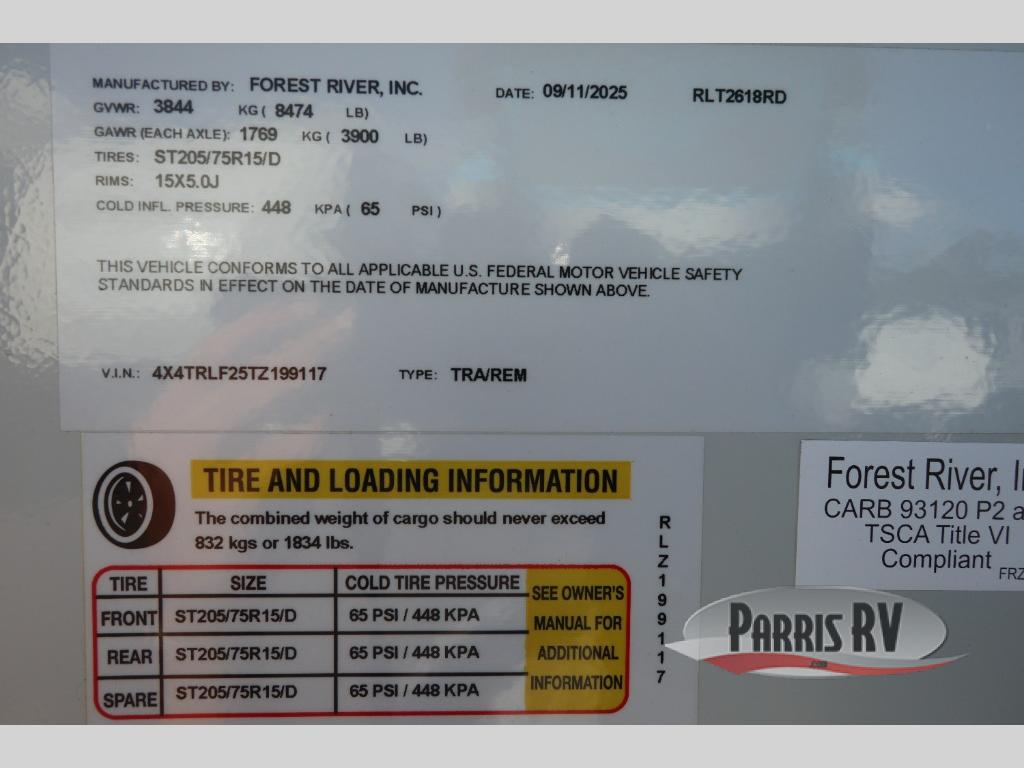 MANUFACTURED BY: FOREST RIVER, INC. DATE: 09/11/2025 RLT2618RD
GVWR: 3844 KG ( 8474 LB)
GAWR (EACH AXLE): 1769 KG ( 3900 LB)
TIRES: ST205/75R15/D
RIMS: 15X5.0J
COLD INFL. PRESSURE: 448 KPA ( 65 PSI )
THIS VEHICLE CONFORMS TO ALL APPLICABLE U.S. FEDERAL MOTOR VEHICLE SAFETY
STANDARDS IN EFFECT ON THE DATE OF MANUFACTURE SHOWN ABOVE.
V.I.N.: 4X4TRLF25TZ199117 TYPE: TRA/REM
TIRE AND LOADING INFORMATION
The combined weight of cargo should never exceed
832 kgs or 1834 lbs.
TIRE SIZE COLD TIRE PRESSURE
FRONT ST205/75R15/D 65 PSI / 448 KPA
REAR ST205/75R15/D 65 PSI / 448 KPA
SPARE ST205/75R15/D 65 PSI / 448 KPA
SEE OWNER'S
MANUAL FOR
ADDITIONAL
INFORMATION
RLZ199117
Forest River,
CARB 93120 P2
TSCA Title VI
Compliant
FRZ
PARRIS RV
.com